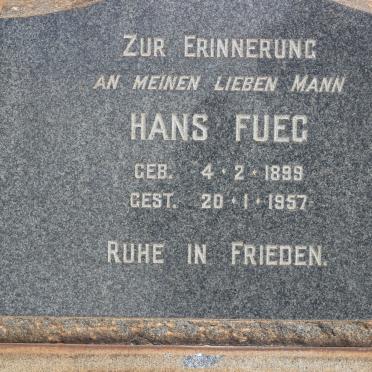 ZUR ERINNERUNG
AN MEINEN LIEBEN MANN
HANS FUEG
GEB. 4·2·1899
GEST. 20·1·1957
RUHE IN FRIEDEN.